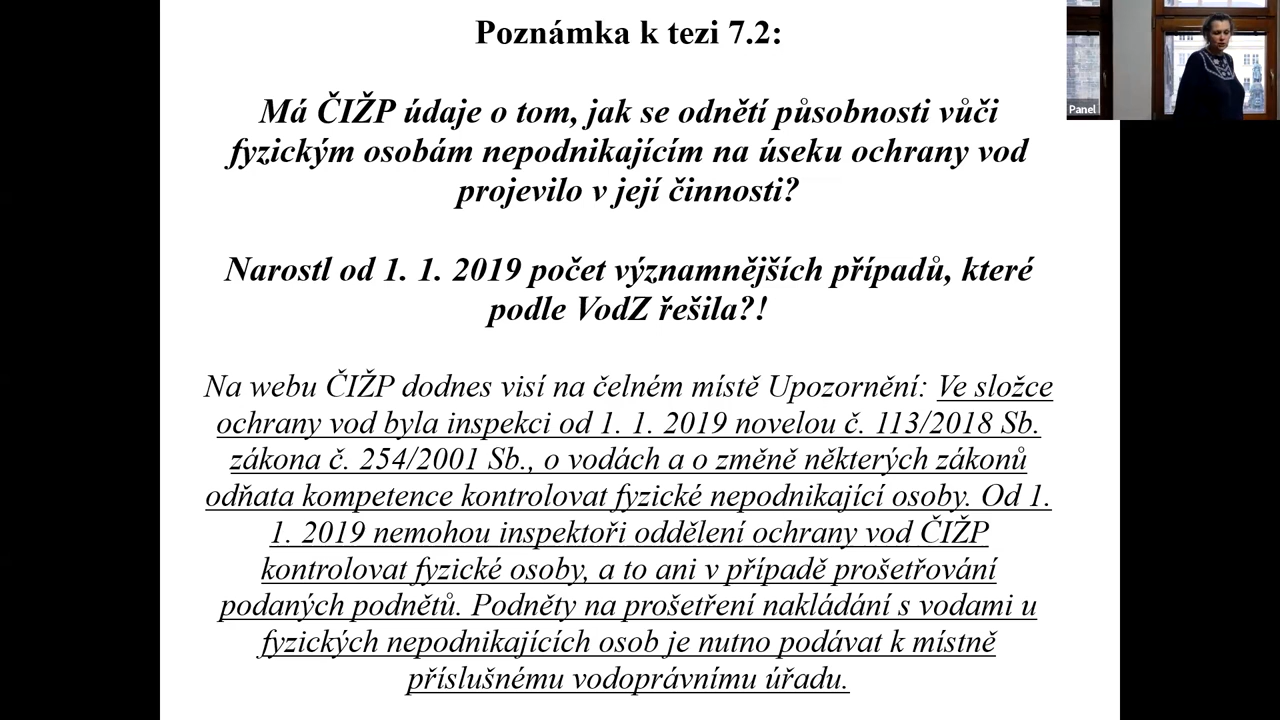 Poznámka k tezi 7.2:
Má ČIŽP údaje o tom, jak se odnětí působnosti vůči
fyzickým osobám nepodnikajícím na úseku ochrany vod
projevilo v její činnosti?
Narostl od 1. 1. 2019 počet významnějších případů, které
podle VodZ řešila?!
Na webu ČIŽP dodnes visí na čelném místě Upozornění: Ve složce
ochrany vod byla inspekci od 1. 1. 2019 novelou č. 113/2018 Sb.
zákona č. 254/2001 Sb., o vodách a o změně některých zákonů
odňata kompetence kontrolovat fyzické nepodnikající osoby. Od 1.
1. 2019 nemohou inspektoři oddělení ochrany vod ČIŽP
kontrolovat fyzické osoby, a to ani v případě prošetřování
podaných podnětů. Podněty na prošetření nakládání s vodami u
fyzických nepodnikajících osob je nutno podávat k místně
příslušnému vodoprávnímu úřadu.
Panel